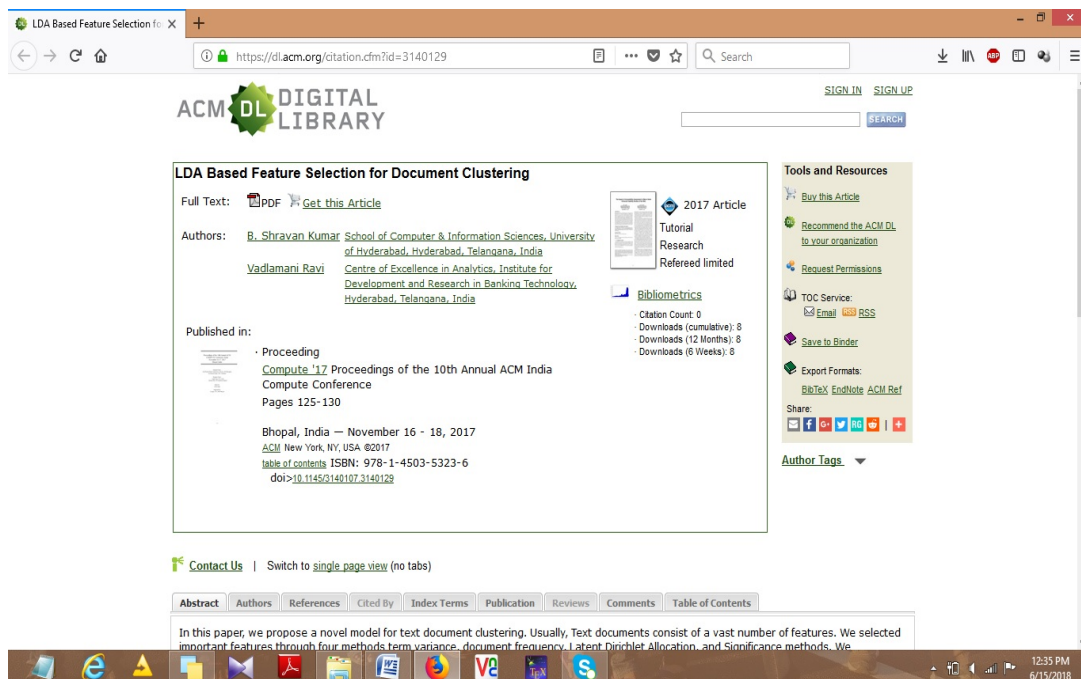 LDA Based Feature Selection fo
https://dl.acm.org/citation.cfm?id=3140129
Search
ABP
SIGN IN SIGN UP
ACM DL DIGITAL
LIBRARY
SEARCH
LDA Based Feature Selection for Document Clustering
Full Text: PDF Get this Article
Authors: B. Shravan Kumar School of Computer & Information Sciences, University
of Hyderabad, Hyderabad, Telangana, India
Vadlamani Ravi Centre of Excellence in Analytics, Institute for
Development and Research in Banking Technology,
Hyderabad, Telangana, India
2017 Article
Tutorial
Research
Refereed limited
Bibliometrics
· Citation Count: 0
· Downloads (cumulative): 8
· Downloads (12 Months): 8
· Downloads (6 Weeks): 8
Published in:
· Proceeding
Compute '17 Proceedings of the 10th Annual ACM India
Compute Conference
Pages 125-130
Bhopal, India — November 16 - 18, 2017
ACM New York, NY, USA ©2017
table of contents ISBN: 978-1-4503-5323-6
doi>10.1145/3140107.3140129
Tools and Resources
Buy this Article
Recommend the ACM DL
to your organization
Request Permissions
TOC Service:
Email RSS RSS
Save to Binder
Export Formats:
BibTeX EndNote ACM Ref
Share:
Author Tags
Contact Us | Switch to single page view (no tabs)
Abstract Authors References Cited By Index Terms Publication Reviews Comments Table of Contents
In this paper, we propose a novel model for text document clustering. Usually, Text documents consist of a vast number of features. We selected
important features through four methods term variance, document frequency, Latent Dirichlet Allocation, and Significance methods. We
12:35 PM
6/15/2018